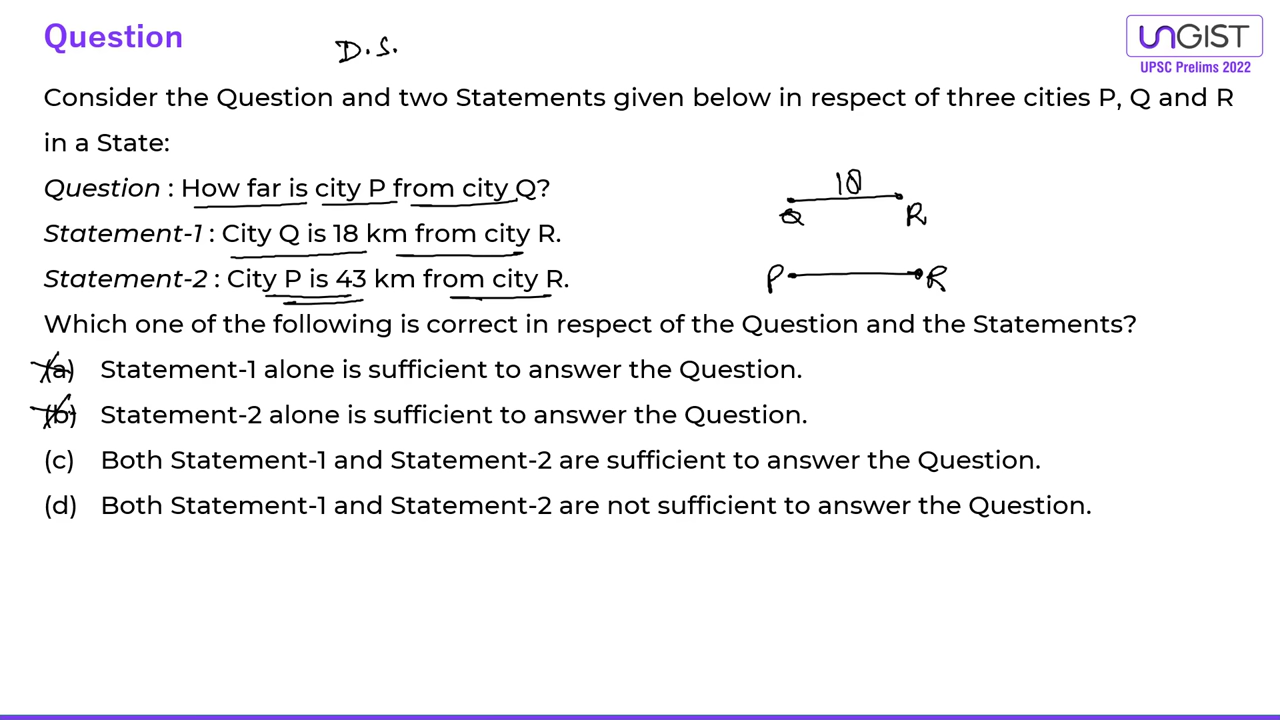 Question
D.S.
UNGIST
UPSC Prelims 2022
Consider the Question and two Statements given below in respect of three cities P, Q and R
in a State:
Question : How far is city P from city Q?
18
Q R
Statement-1 : City Q is 18 km from city R.
Statement-2 : City P is 43 km from city R.
P R
Which one of the following is correct in respect of the Question and the Statements?
(a) Statement-1 alone is sufficient to answer the Question.
(b) Statement-2 alone is sufficient to answer the Question.
(c) Both Statement-1 and Statement-2 are sufficient to answer the Question.
(d) Both Statement-1 and Statement-2 are not sufficient to answer the Question.